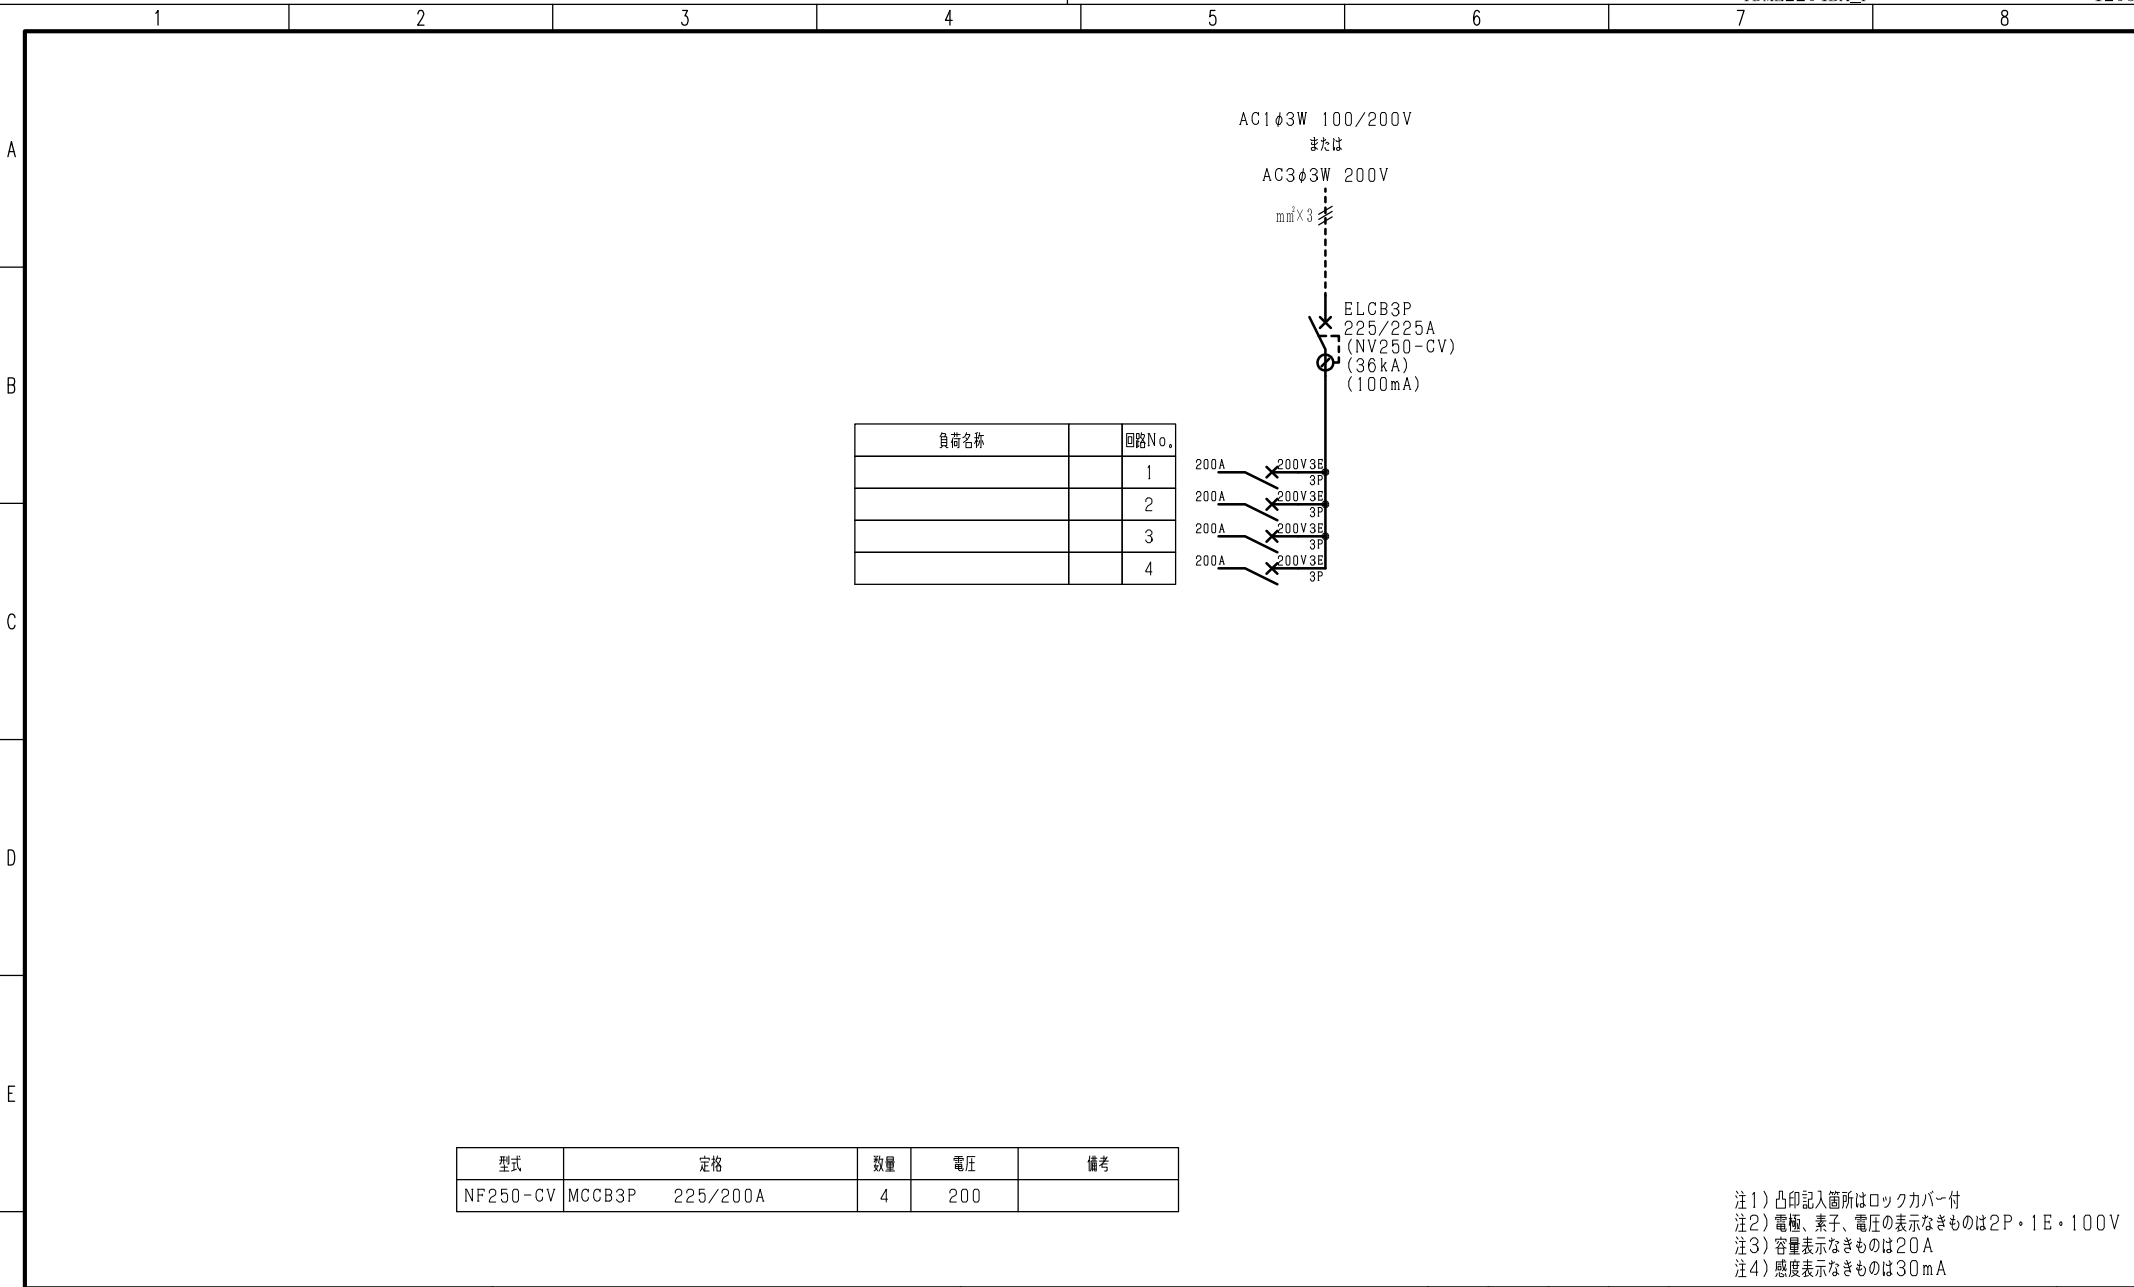 1 2 3 4 5 6 7 8
A
B
C
D
E
AC1φ3W 100/200V
または
AC3φ3W 200V
mm²×3
ELCB3P
225/225A
(NV250-CV)
(36kA)
(100mA)
負荷名称 回路No。
1
2
3
4
200A 200V3E
3P
200A 200V3E
3P
200A 200V3E
3P
200A 200V3E
3P
型式 定格 数量 電圧 備考
NF250-CV MCCB3P 225/200A 4 200
注1)凸印記入箇所はロックカバー付
注2)電極、素子、電圧の表示なきものは2P・1E・100V
注3)容量表示なきものは20A
注4)感度表示なきものは30mA